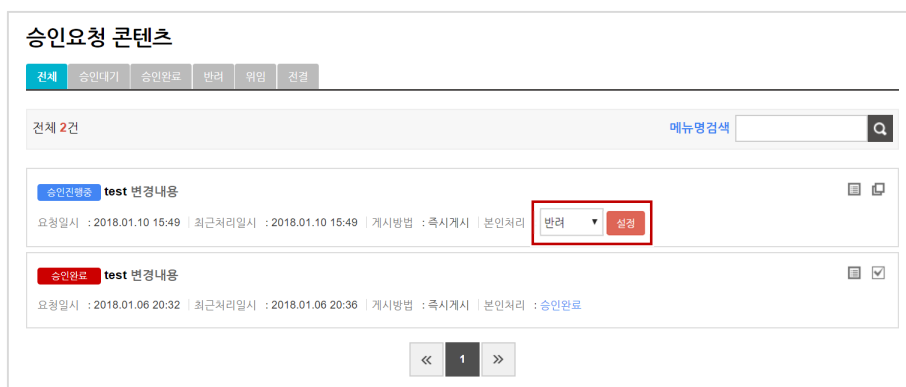 승인요청 콘텐츠
전체 승인대기 승인완료 반려 위임 전결
전체 2건 메뉴명검색
승인진행중 test 변경내용
요청일시 : 2018.01.10 15:49 최근처리일시 : 2018.01.10 15:49 게시방법 : 즉시게시 본인처리 반려 설정
승인완료 test 변경내용
요청일시 : 2018.01.06 20:32 최근처리일시 : 2018.01.06 20:36 게시방법 : 즉시게시 본인처리 : 승인완료
« 1 »